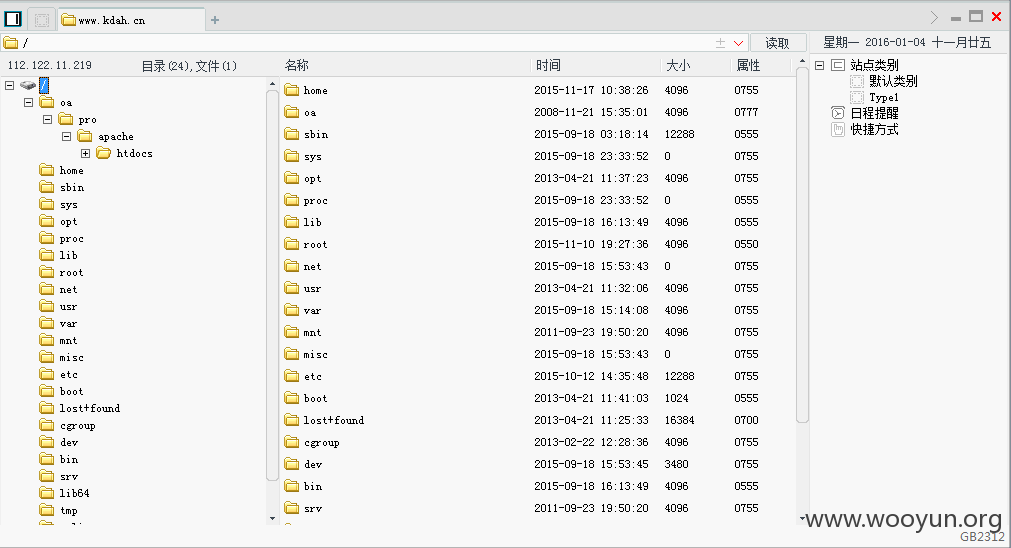 www.kdah.cn
/
读取
星期一 2016-01-04 十一月廿五
112.122.11.219 目录(24),文件(1)
名称 时间 大小 属性
/
oa
pro
apache
htdocs
home
sbin
sys
opt
proc
lib
root
net
usr
var
mnt
misc
etc
boot
lost+found
cgroup
dev
bin
srv
lib64
tmp
home 2015-11-17 10:38:26 4096 0755
oa 2008-11-21 15:35:01 4096 0777
sbin 2015-09-18 03:18:14 12288 0555
sys 2015-09-18 23:33:52 0 0755
opt 2013-04-21 11:37:23 4096 0755
proc 2015-09-18 23:33:52 0 0555
lib 2015-09-18 16:13:49 4096 0555
root 2015-11-10 19:27:36 4096 0550
net 2015-09-18 15:53:43 0 0755
usr 2013-04-21 11:32:06 4096 0755
var 2015-09-18 15:14:08 4096 0755
mnt 2011-09-23 19:50:20 4096 0755
misc 2015-09-18 15:53:43 0 0755
etc 2015-10-12 14:35:48 12288 0755
boot 2013-04-21 11:41:03 1024 0555
lost+found 2013-04-21 11:25:33 16384 0700
cgroup 2013-02-22 12:28:36 4096 0755
dev 2015-09-18 15:53:45 3480 0755
bin 2015-09-18 16:13:49 4096 0555
srv 2011-09-23 19:50:20 4096 0755
站点类别
默认类别
Type1
日程提醒
快捷方式
www.wooyun.org
GB2312